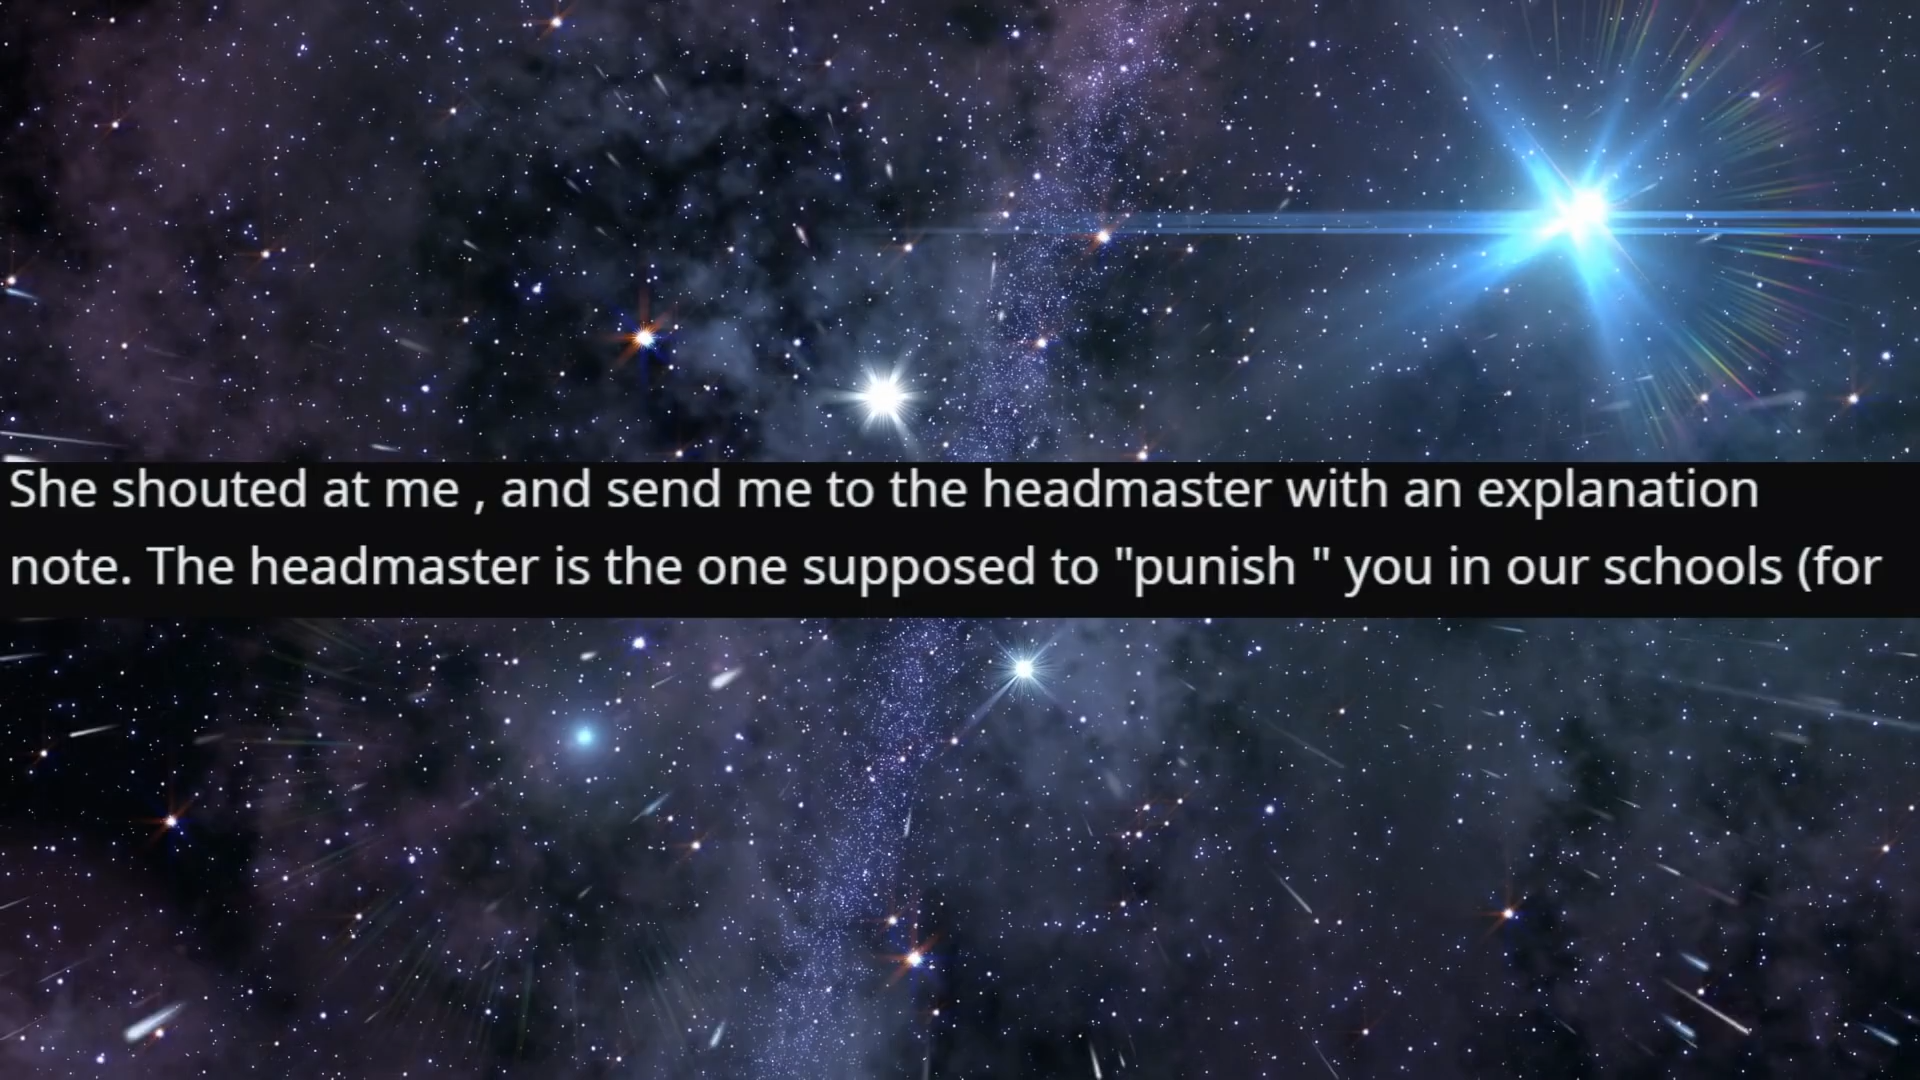 She shouted at me , and send me to the headmaster with an explanation
note. The headmaster is the one supposed to "punish " you in our schools (for